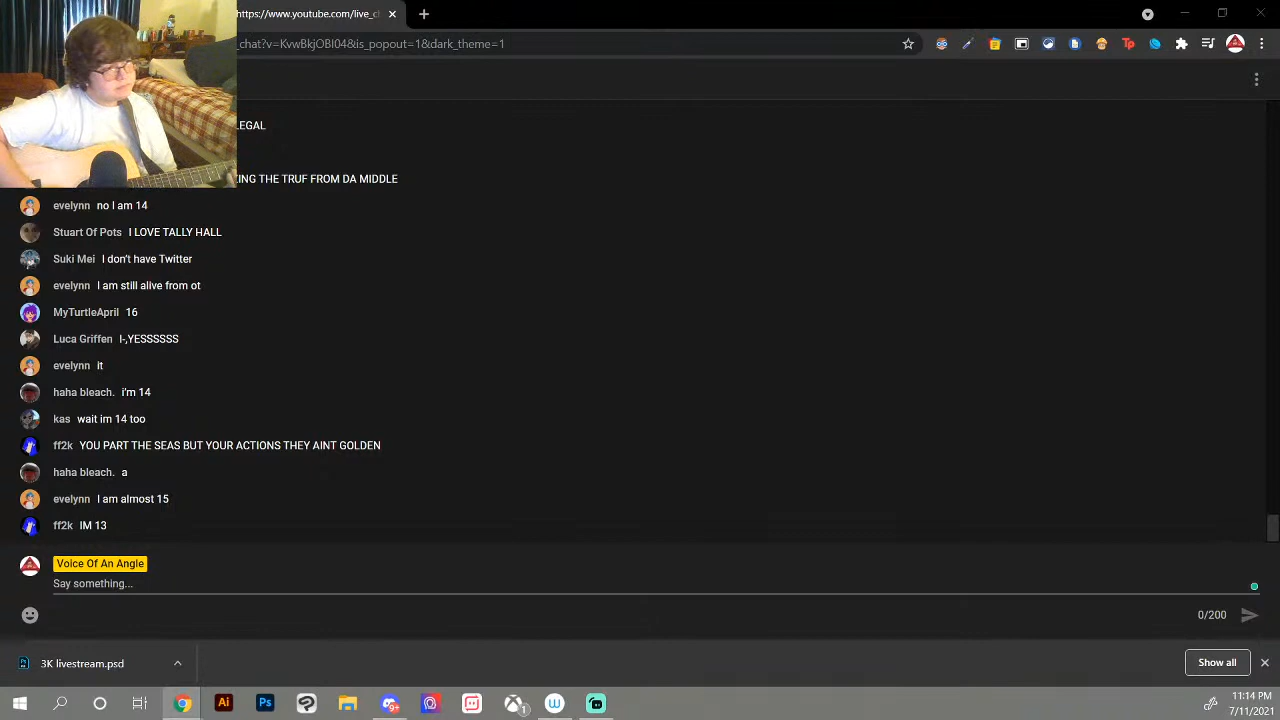 https://www.youtube.com/live_cl
_chat?v=KvwBkjOBI04&is_popout=1&dark_theme=1
LEGAL
ING THE TRUF FROM DA MIDDLE
evelynn no I am 14
Stuart Of Pots I LOVE TALLY HALL
Suki Mei I don't have Twitter
evelynn I am still alive from ot
MyTurtleApril 16
Luca Griffen I-,YESSSSSS
evelynn it
haha bleach. i'm 14
kas wait im 14 too
ff2k YOU PART THE SEAS BUT YOUR ACTIONS THEY AINT GOLDEN
haha bleach. a
evelynn I am almost 15
ff2k IM 13
Voice Of An Angle
Say something...
0/200
3K livestream.psd
Show all
Ai
Ps
11:14 PM
7/11/2021